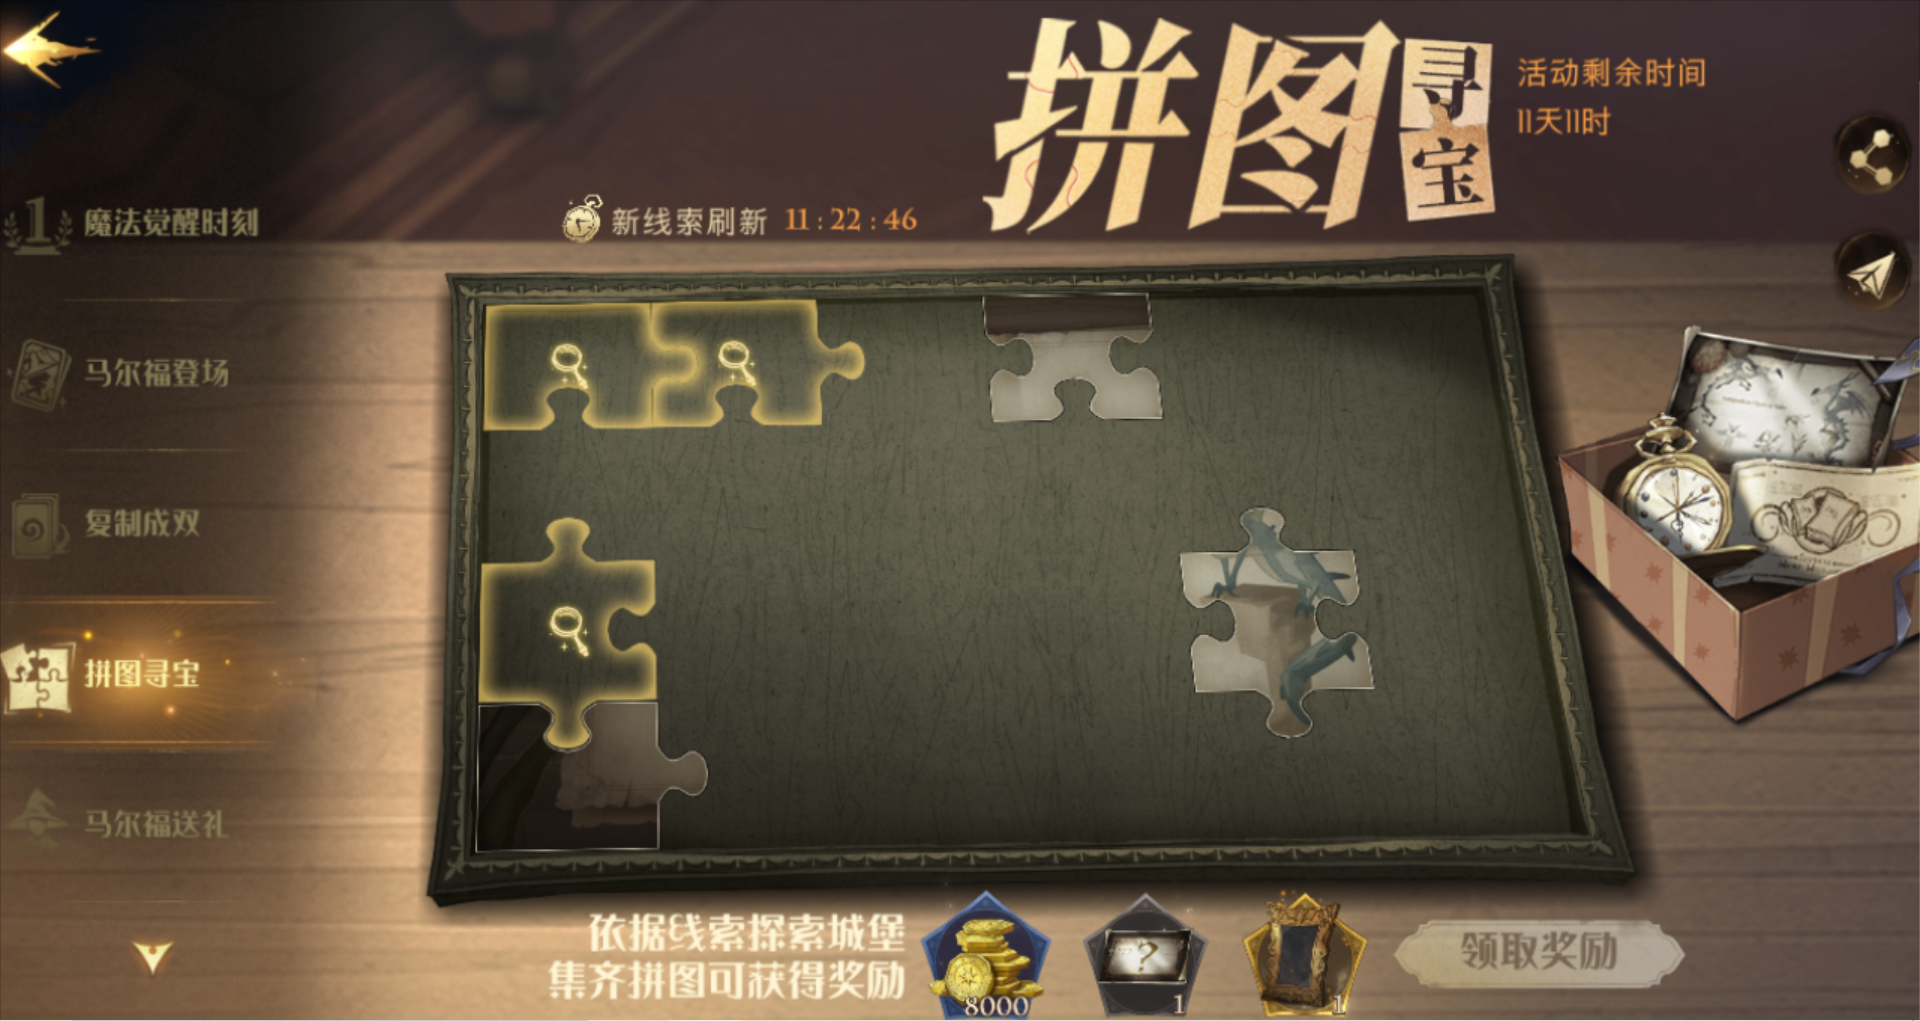 拼图寻宝
活动剩余时间
11天11时
新线索刷新 11:22:46
1 魔法觉醒时刻
马尔福登场
复制成双
拼图寻宝
马尔福送礼
依据线索探索城堡
集齐拼图可获得奖励
8000
?
1
1
领取奖励